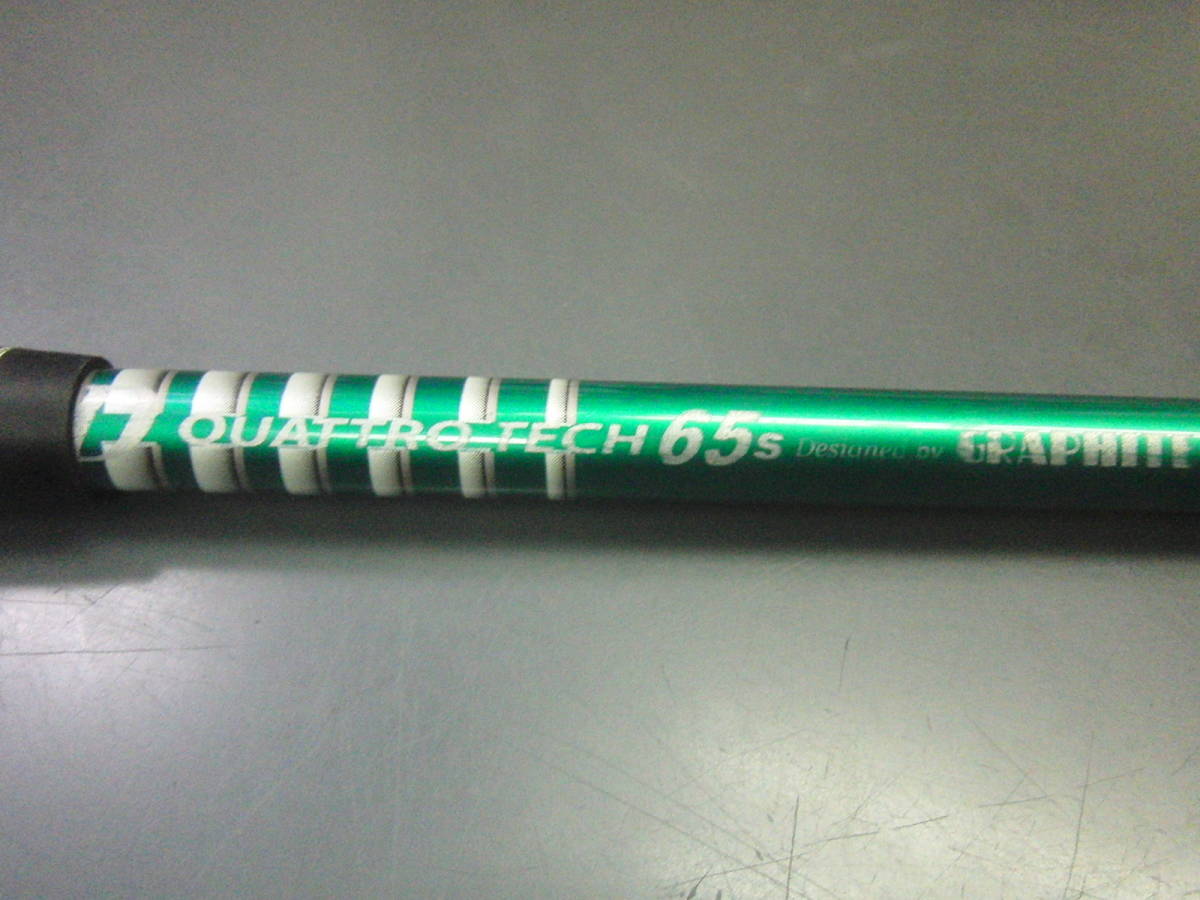 QUATTRO TECH 65s Designed by GRAPHITE